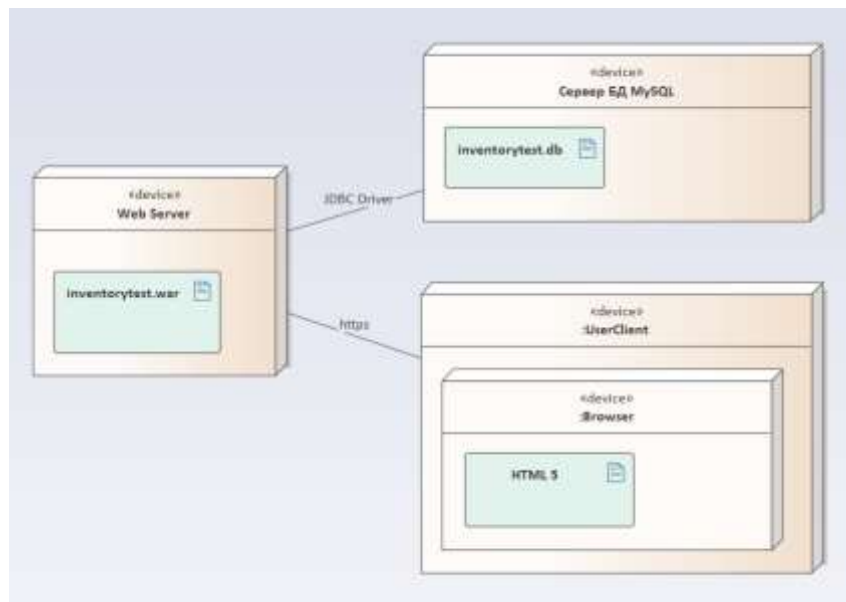 «device»
Сервер БД MySQL
inventorytest.db
«device»
Web Server
JDBC Driver
inventorytest.war
https
«device»
:UserClient
«device»
:Browser
HTML 5